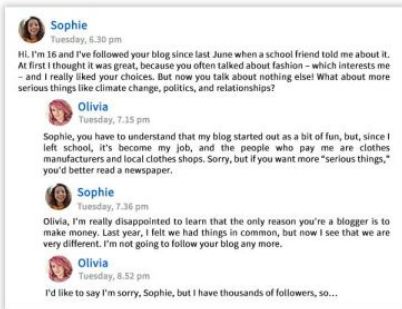 Sophie
Tuesday, 6.30 pm
Hi. I'm 16 and I've followed your blog since last June when a school friend told me about it.
At first I thought it was great, because you often talked about fashion – which interests me
– and I really liked your choices. But now you talk about nothing else! What about more
serious things like climate change, politics, and relationships?
Olivia
Tuesday, 7.15 pm
Sophie, you have to understand that my blog started out as a bit of fun, but, since I
left school, it's become my job, and the people who pay me are clothes
manufacturers and local clothes shops. Sorry, but if you want more "serious things,"
you'd better read a newspaper.
Sophie
Tuesday, 7.36 pm
Olivia, I'm really disappointed to learn that the only reason you're a blogger is to
make money. Last year, I felt we had things in common, but now I see that we are
very different. I'm not going to follow your blog any more.
Olivia
Tuesday, 8.52 pm
I'd like to say I'm sorry, Sophie, but I have thousands of followers, so...